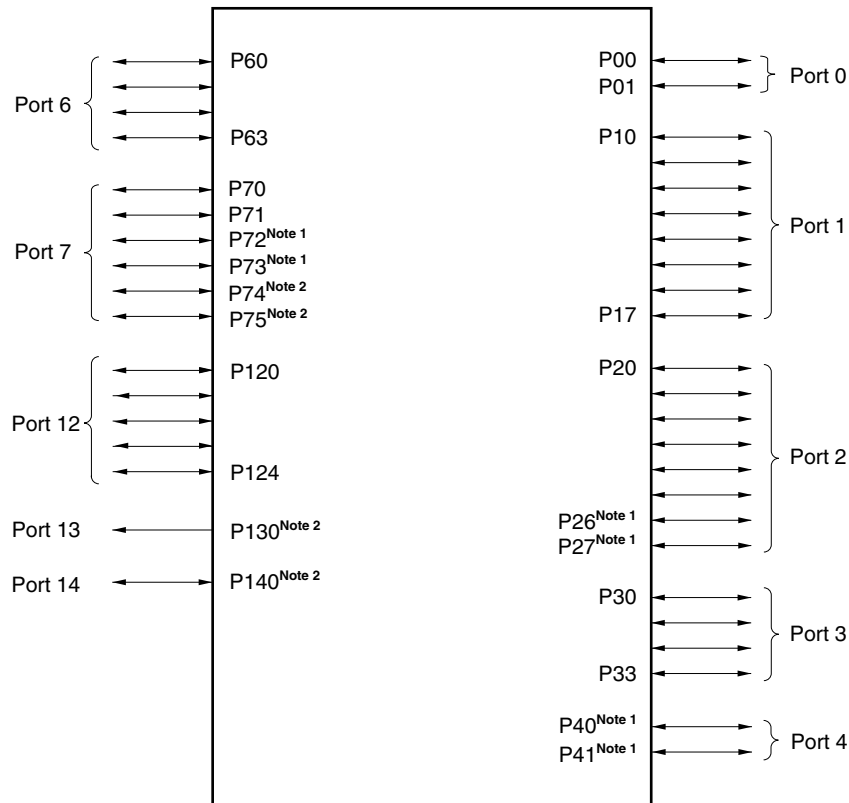 Port 6
P60
P63
Port 7
P70
P71
P72Note 1
P73Note 1
P74Note 2
P75Note 2
Port 12
P120
P124
Port 13
P130Note 2
Port 14
P140Note 2
P00
P01
Port 0
P10
P17
Port 1
P20
P26Note 1
P27Note 1
Port 2
P30
P33
Port 3
P40Note 1
P41Note 1
Port 4